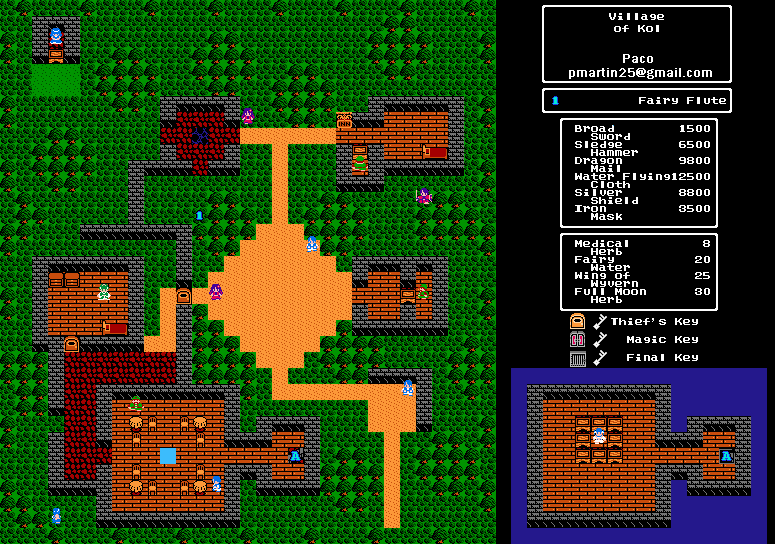 Village
of Kol
Paco
pmartin25@gmail.com
1 Fairy Flute
Broad 1500
Sword
Sledge 6500
Hammer
Dragon 9800
Mail
Water Flying12500
Cloth
Silver 8800
Shield
Iron 3500
Mask
Medical 8
Herb
Fairy 20
Water
Wing of 25
Wyvern
Full Moon 30
Herb
Thief's Key
Magic Key
Final Key
1
A
A